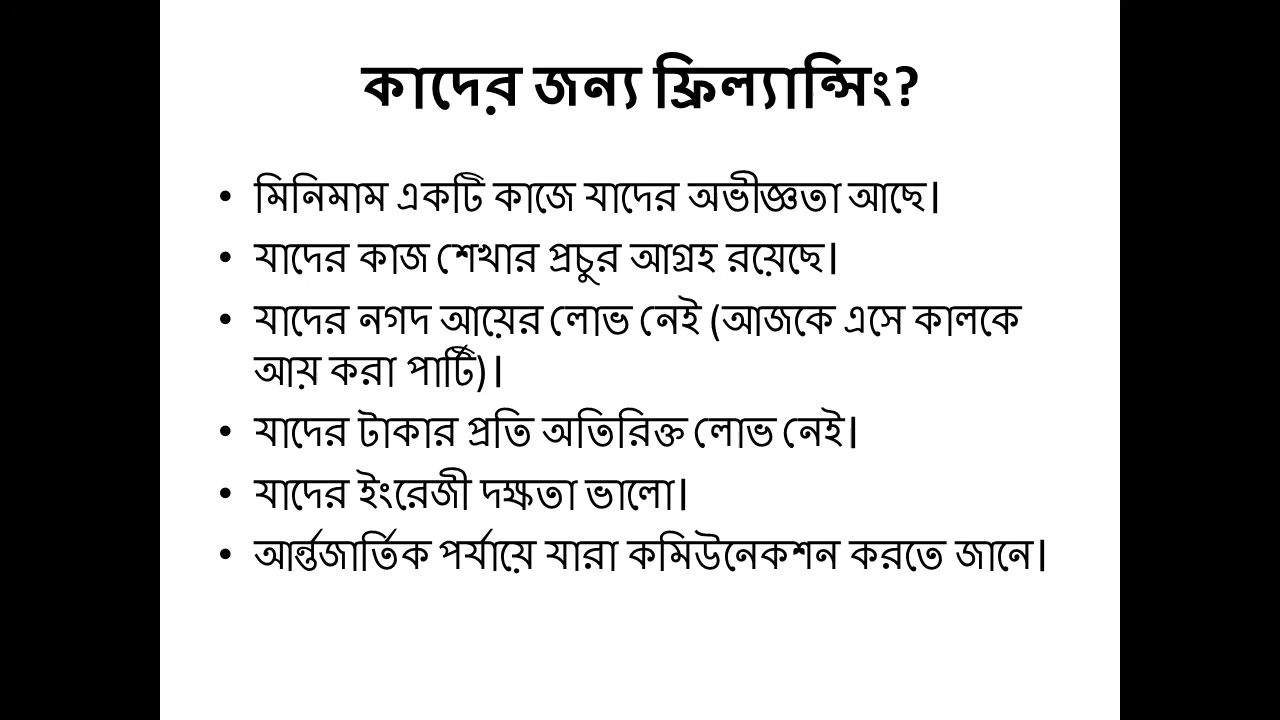 কাদের জন্য ফ্রিল্যান্সিং?
• মিনিমাম একটি কাজে যাদের অভীজ্ঞতা আছে।
• যাদের কাজ শেখার প্রচুর আগ্রহ রয়েছে।
• যাদের নগদ আয়ের লোভ নেই (আজকে এসে কালকে
আয় করা পার্টি)।
• যাদের টাকার প্রতি অতিরিক্ত লোভ নেই।
• যাদের ইংরেজী দক্ষতা ভালো।
• আর্ন্তজার্তিক পর্যায়ে যারা কমিউনেকশন করতে জানে।